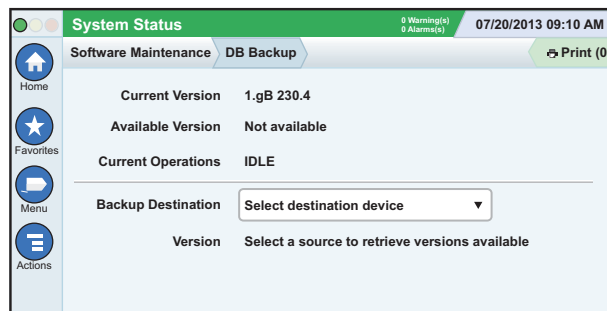 System Status
0 Warning(s)
0 Alarms(s)
07/20/2013 09:10 AM
Software Maintenance
DB Backup
Print (0
Home
Favorites
Menu
Actions
Current Version 1.gB 230.4
Available Version Not available
Current Operations IDLE
Backup Destination Select destination device
Version Select a source to retrieve versions available